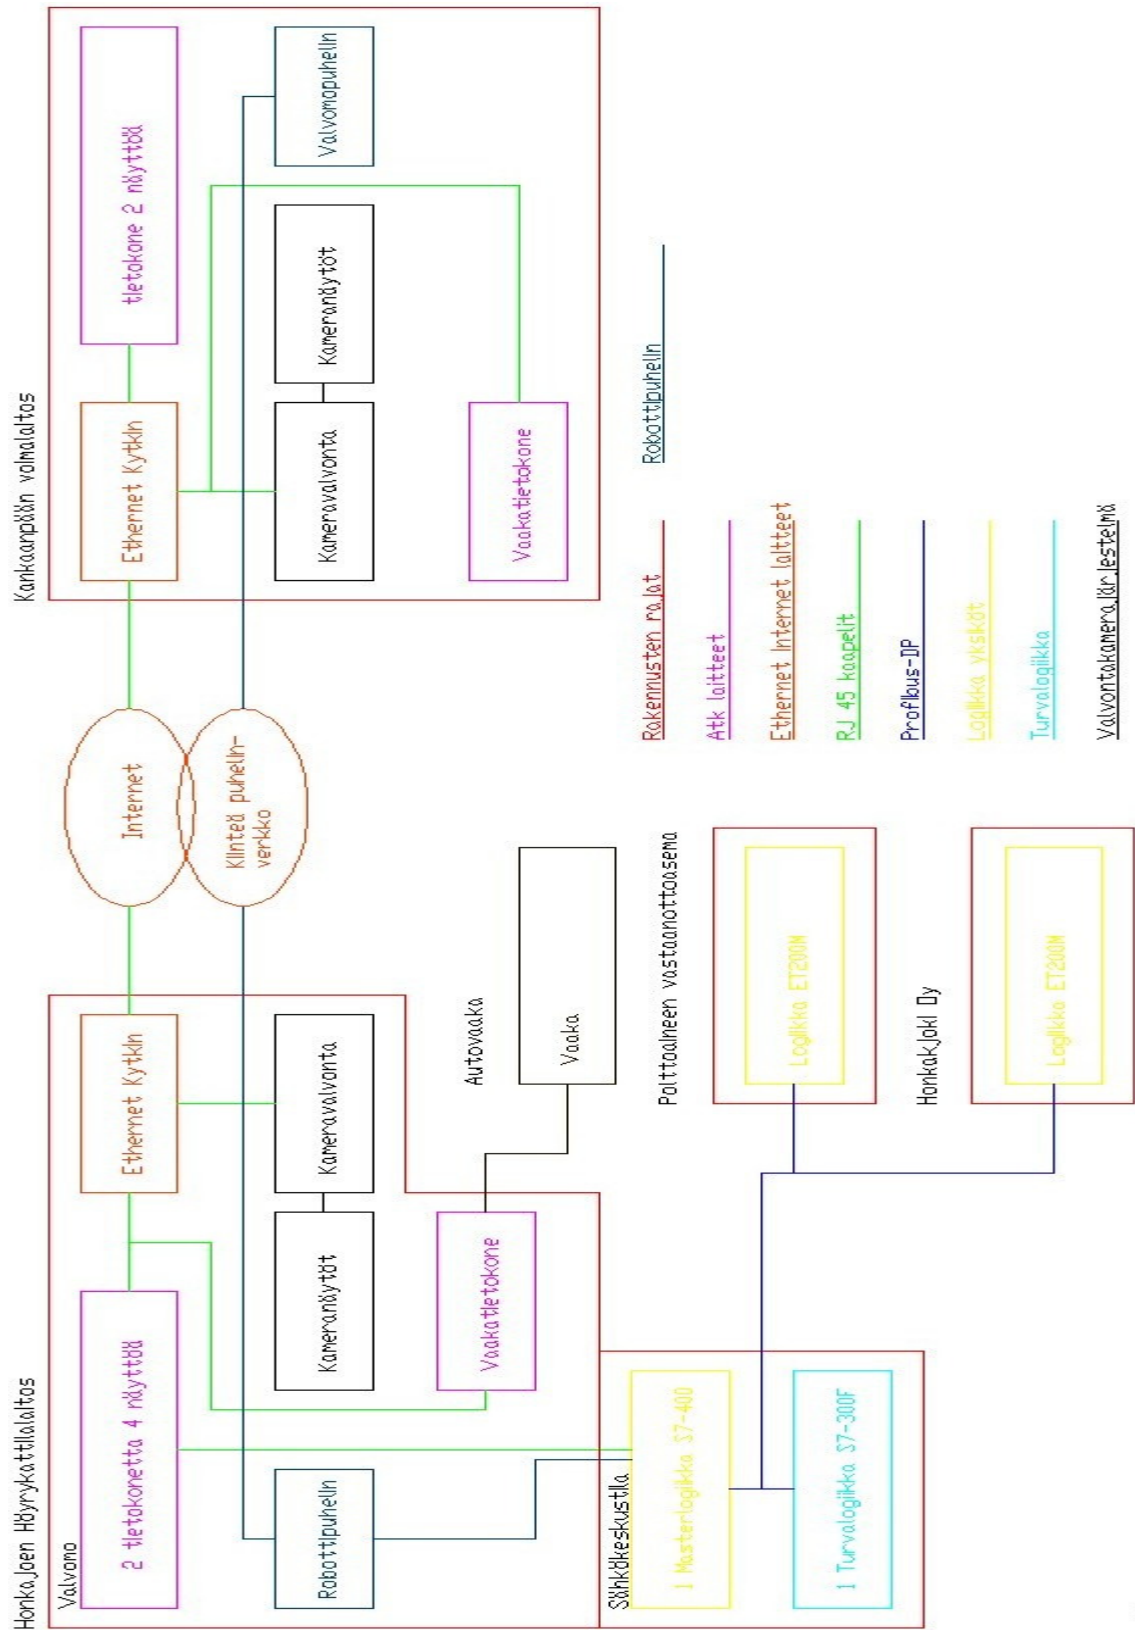 Honkajoen Höyrykattilalaitos
Valvomo
2 tietokonetta 4 näyttöä
Ethernet Kytkin
Robottipuhelin
Kameranäytöt
Kameravalvonta
Vaakatietokone
Sähkökeskustila
1 Masterlogiikka S7-400
1 Turvalogiikka S7-300F
Autovaaka
Vaaka
Polttoaineen vastaanottoasema
Logiikka ET200M
Honkakjoki Oy
Logiikka ET200M
Internet
Kiinteä puhelin-
verkko
Kankaanpään voimalaitos
Ethernet Kytkin
tietokone 2 näyttöä
Kameravalvonta
Kameranäytöt
Valvomopuhelin
Vaakatietokone
Rakennusten rajat
Atk laitteet
Ethernet Internet laitteet
RJ 45 kaapelit
Profibus-DP
Logiikka yksiköt
Turvalogiikka
Valvontakamerajärjestelmä
Robottipuhelin